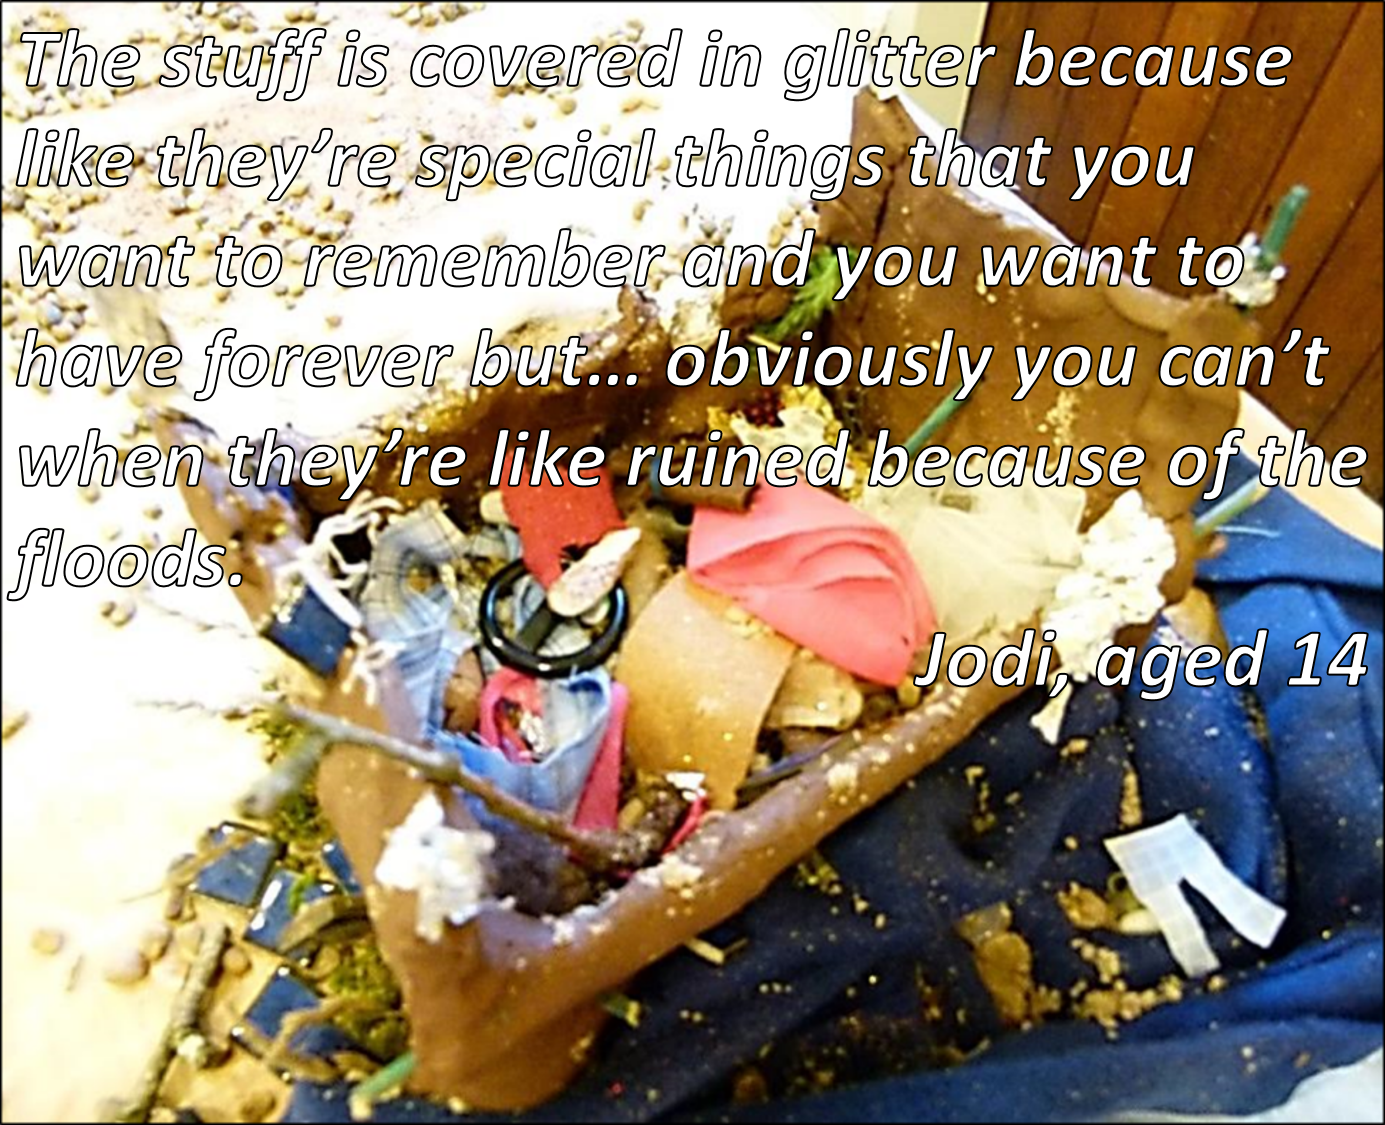 The stuff is covered in glitter because
like they’re special things that you
want to remember and you want to
have forever but… obviously you can’t
when they’re like ruined because of the
floods.
Jodi, aged 14